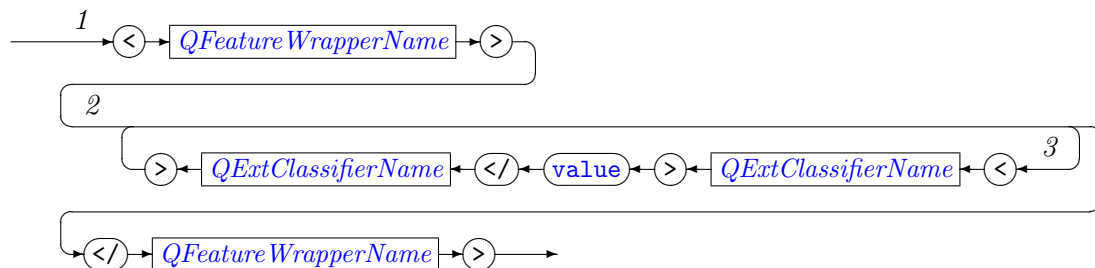 1 < QFeatureWrapperName >
2
> QExtClassifierName </ value > QExtClassifierName < 3
</ QFeatureWrapperName >